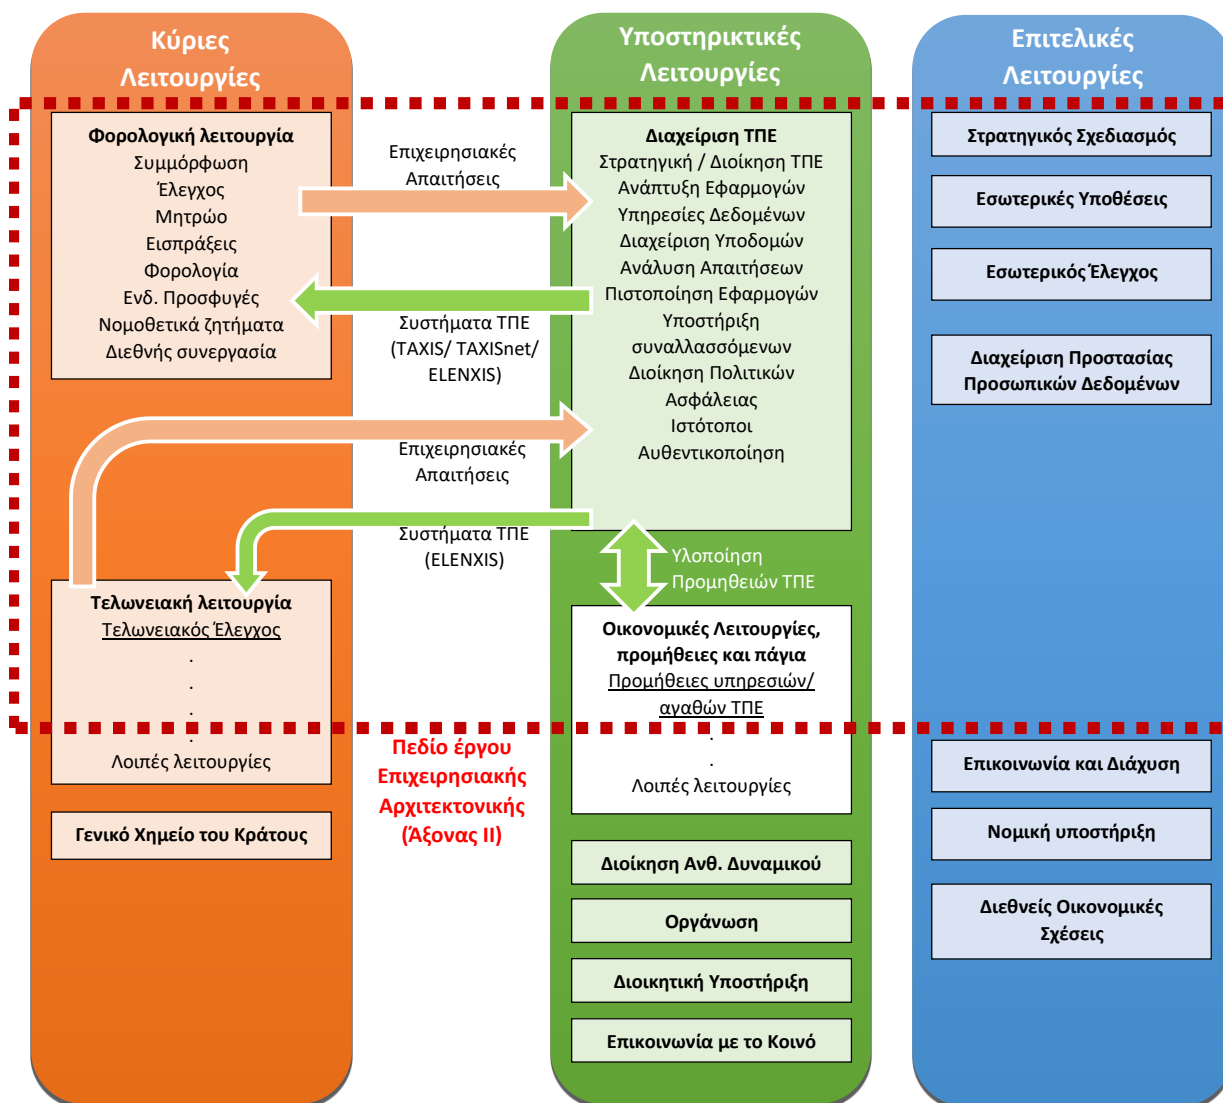 Κύριες
Λειτουργίες
Φορολογική λειτουργία
Συμμόρφωση
Έλεγχος
Μητρώο
Εισπράξεις
Φορολογία
Ενδ. Προσφυγές
Νομοθετικά ζητήματα
Διεθνής συνεργασία
Τελωνειακή λειτουργία
Τελωνειακός Έλεγχος
.
.
.
.
Λοιπές λειτουργίες
Γενικό Χημείο του Κράτους
Επιχειρησιακές
Απαιτήσεις
Συστήματα ΤΠΕ
(TAXIS/ TAXISnet/
ELENXIS)
Επιχειρησιακές
Απαιτήσεις
Συστήματα ΤΠΕ
(ELENXIS)
Πεδίο έργου
Επιχειρησιακής
Αρχιτεκτονικής
(Άξονας ΙΙ)
Υποστηρικτικές
Λειτουργίες
Διαχείριση ΤΠΕ
Στρατηγική / Διοίκηση ΤΠΕ
Ανάπτυξη Εφαρμογών
Υπηρεσίες Δεδομένων
Διαχείριση Υποδομών
Ανάλυση Απαιτήσεων
Πιστοποίηση Εφαρμογών
Υποστήριξη
συναλλασσόμενων
Διοίκηση Πολιτικών
Ασφάλειας
Ιστότοποι
Αυθεντικοποίηση
Υλοποίηση
Προμηθειών ΤΠΕ
Οικονομικές Λειτουργίες,
προμήθειες και πάγια
Προμήθειες υπηρεσιών/
αγαθών ΤΠΕ
.
.
Λοιπές λειτουργίες
Διοίκηση Ανθ. Δυναμικού
Οργάνωση
Διοικητική Υποστήριξη
Επικοινωνία με το Κοινό
Επιτελικές
Λειτουργίες
Στρατηγικός Σχεδιασμός
Εσωτερικές Υποθέσεις
Εσωτερικός Έλεγχος
Διαχείριση Προστασίας
Προσωπικών Δεδομένων
Επικοινωνία και Διάχυση
Νομική υποστήριξη
Διεθνείς Οικονομικές
Σχέσεις